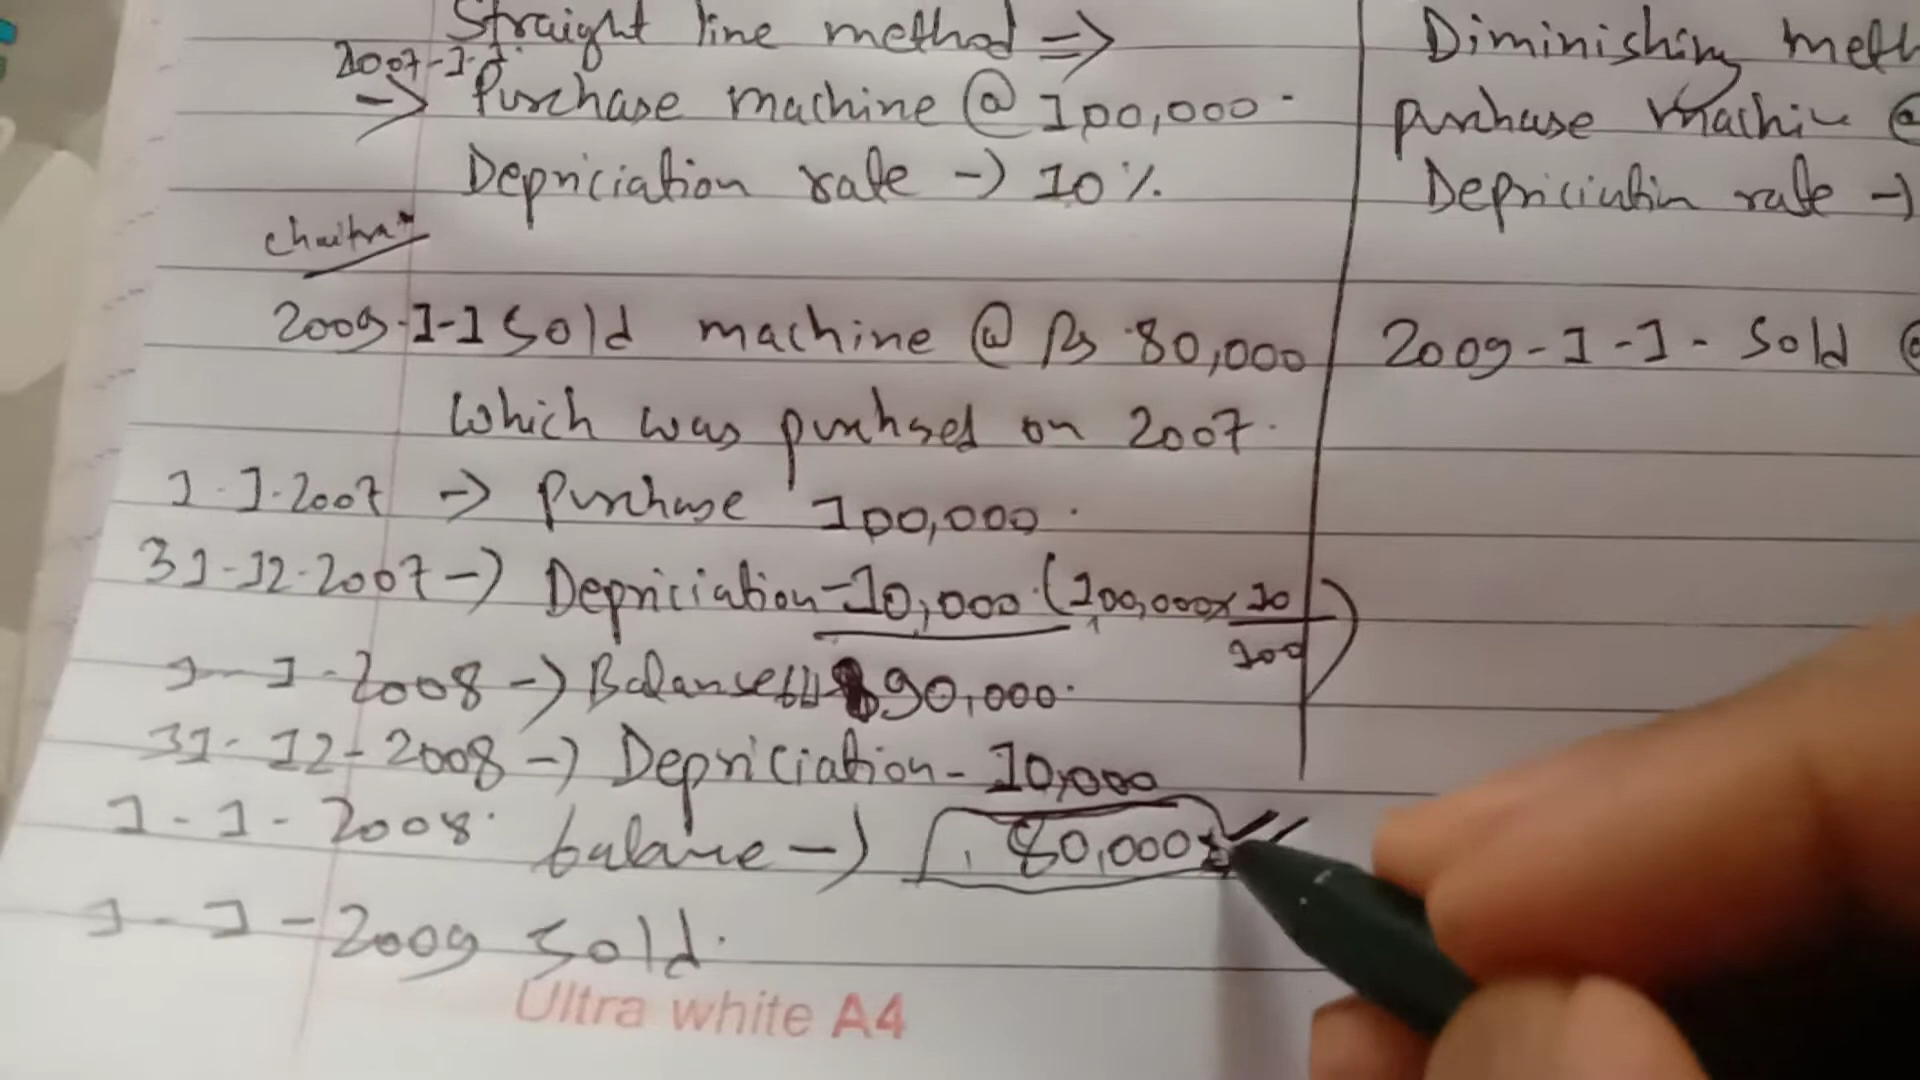 Straight line method ⇒
2007-1-1
-> Purchase machine @ 100,000.
Depriciation rate -> 10%
chaitra
2009-1-1 Sold machine @ Rs 80,000
Which was purhsed on 2007.
1.1.2007 -> Purchase 100,000.
31-12-2007 -> Depriciation - 10,000 (100,000 x 10/100)
1-1-2008 -> Balance 90,000.
31-12-2008 -> Depriciation - 10,000
1-1-2008. balance -> 80,000
1-1-2009 Sold.
Diminishing meth
purchase machine @
Depriciation rate ->
2009-1-1- Sold @
Ultra white A4